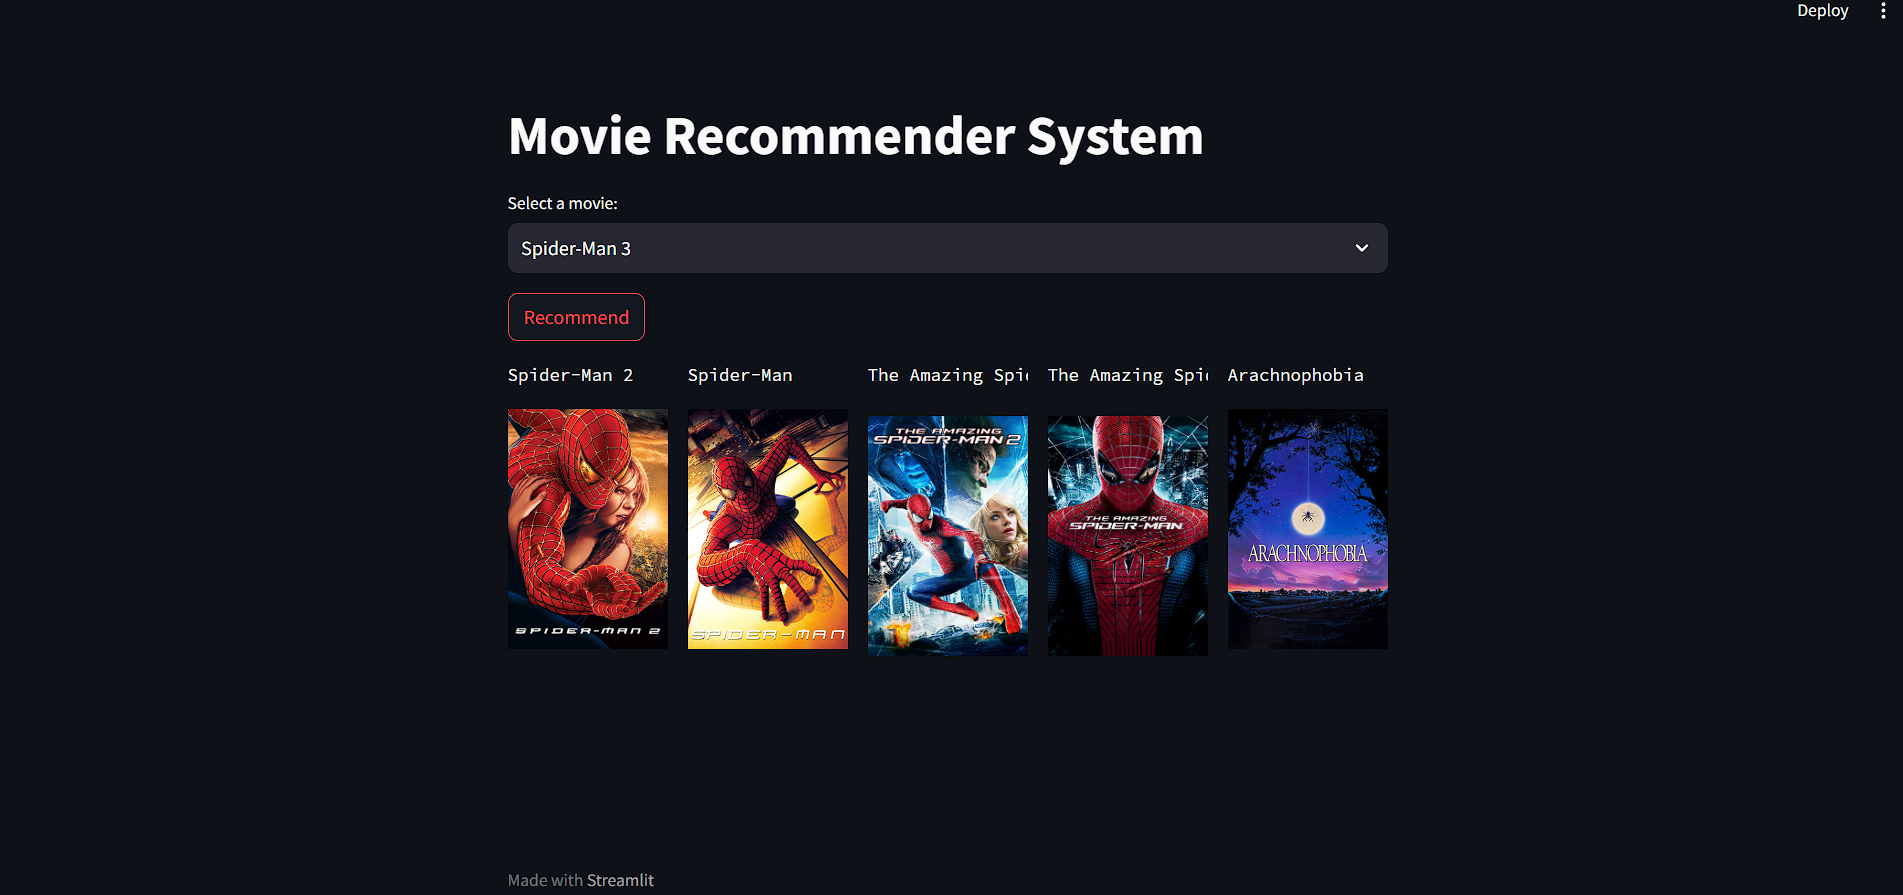 Deploy
Movie Recommender System
Select a movie:
Spider-Man 3
Recommend
Spider-Man 2
Spider-Man
The Amazing Spi
The Amazing Spi
Arachnophobia
SPIDER-MAN 2
SPIDER-MAN
THE AMAZING
SPIDER-MAN 2
THE AMAZING
SPIDER-MAN
ARACHNOPHOBIA
Made with Streamlit